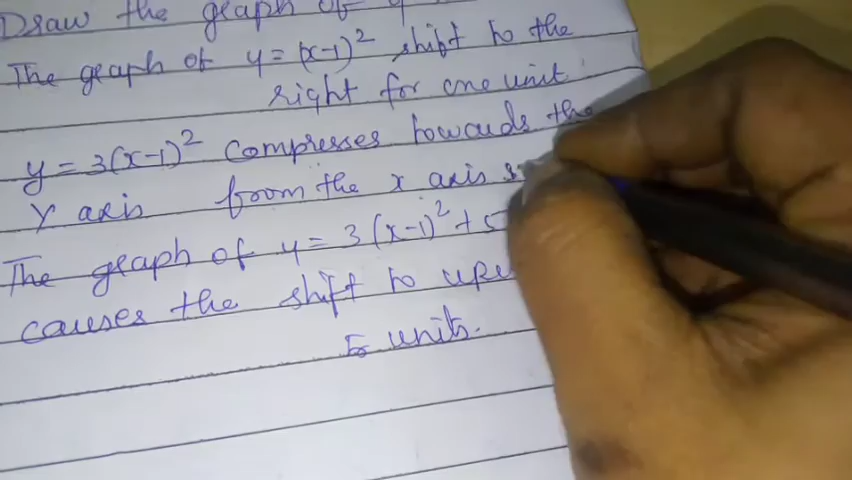 Draw the graph of y
The graph of y = (x-1)² shift to the
right for one unit
y = 3(x-1)² compresses towards the
Y axis from the x axis
The graph of y = 3(x-1)² + 5
causes the shift to
5 units.